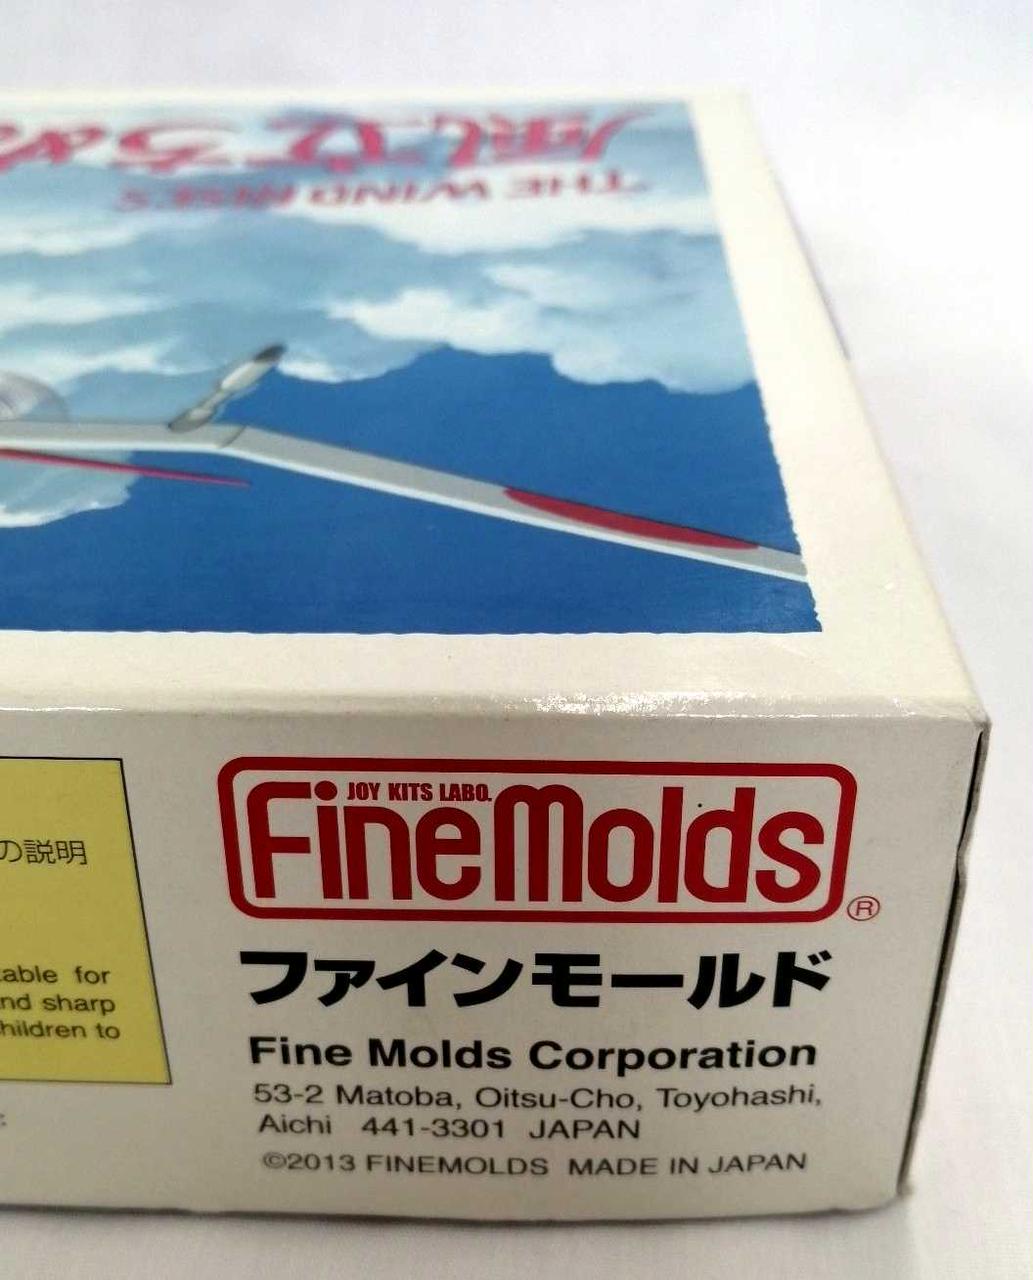 風立ちぬ
THE WIND RISES
の説明
able for
nd sharp
hildren to
JOY KITS LABO.
FineMolds
®
ファインモールド
Fine Molds Corporation
53-2 Matoba, Oitsu-Cho, Toyohashi,
Aichi 441-3301 JAPAN
©2013 FINEMOLDS MADE IN JAPAN